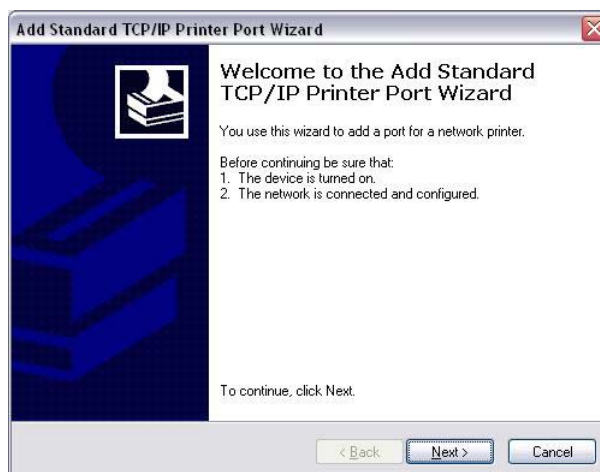 Add Standard TCP/IP Printer Port Wizard
Welcome to the Add Standard
TCP/IP Printer Port Wizard
You use this wizard to add a port for a network printer.
Before continuing be sure that:
1. The device is turned on.
2. The network is connected and configured.
To continue, click Next.
< Back
Next >
Cancel